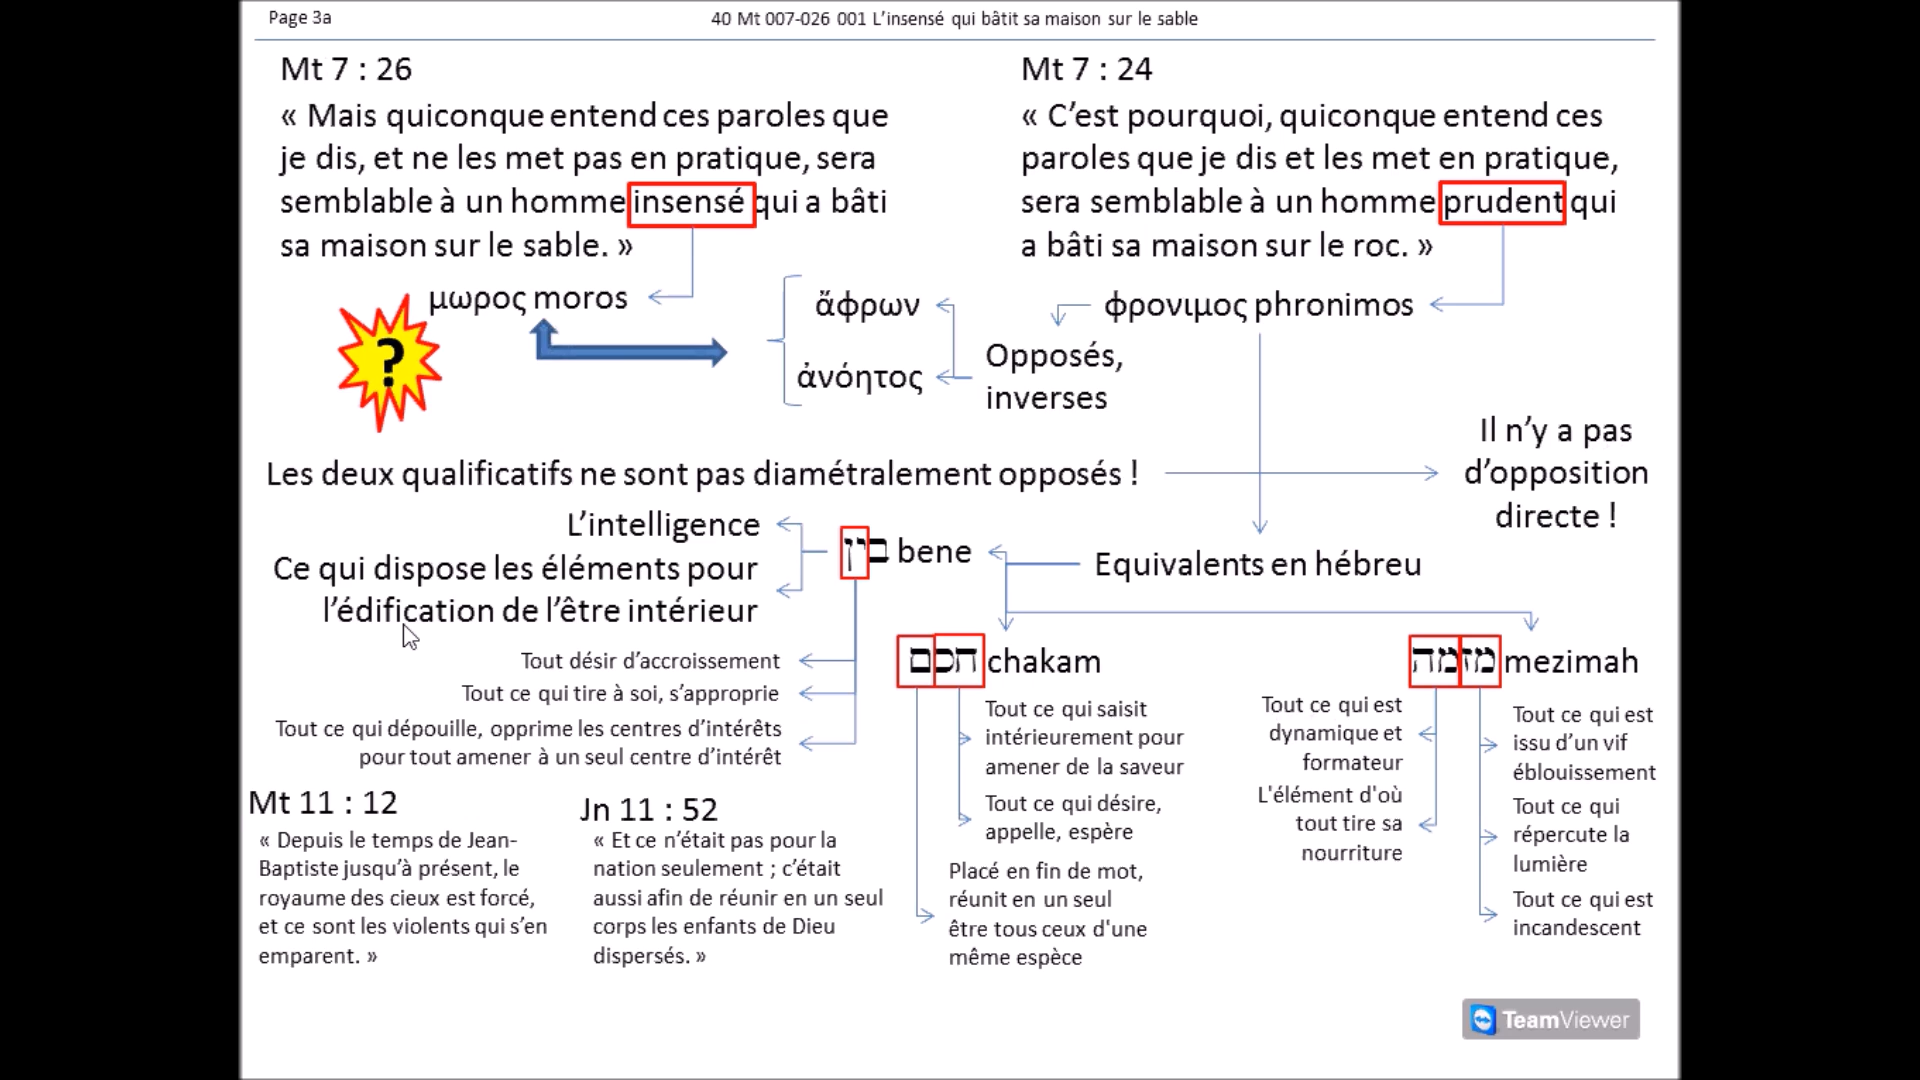 Page 3a
40 Mt 007-026 001 L’insensé qui bâtit sa maison sur le sable
Mt 7 : 26
« Mais quiconque entend ces paroles que
je dis, et ne les met pas en pratique, sera
semblable à un homme insensé qui a bâti
sa maison sur le sable. »
Mt 7 : 24
« C’est pourquoi, quiconque entend ces
paroles que je dis et les met en pratique,
sera semblable à un homme prudent qui
a bâti sa maison sur le roc. »
μωρος moros
?
ἄφρων
ἀνόητος
φρονιμος phronimos
Opposés,
inverses
Les deux qualificatifs ne sont pas diamétralement opposés !
Il n’y a pas
d’opposition
directe !
L’intelligence
Ce qui dispose les éléments pour
l’édification de l’être intérieur
בין bene
Equivalents en hébreu
Tout désir d’accroissement
Tout ce qui tire à soi, s’approprie
Tout ce qui dépouille, opprime les centres d’intérêts
pour tout amener à un seul centre d’intérêt
חכם chakam
Tout ce qui saisit
intérieurement pour
amener de la saveur
Tout ce qui désire,
appelle, espère
Placé en fin de mot,
réunit en un seul
être tous ceux d'une
même espèce
מזמה mezimah
Tout ce qui est
dynamique et
formateur
L'élément d'où
tout tire sa
nourriture
Tout ce qui est
issu d’un vif
éblouissement
Tout ce qui
répercute la
lumière
Tout ce qui est
incandescent
Mt 11 : 12
« Depuis le temps de Jean-
Baptiste jusqu’à présent, le
royaume des cieux est forcé,
et ce sont les violents qui s’en
emparent. »
Jn 11 : 52
« Et ce n’était pas pour la
nation seulement ; c’était
aussi afin de réunir en un seul
corps les enfants de Dieu
dispersés. »
TeamViewer